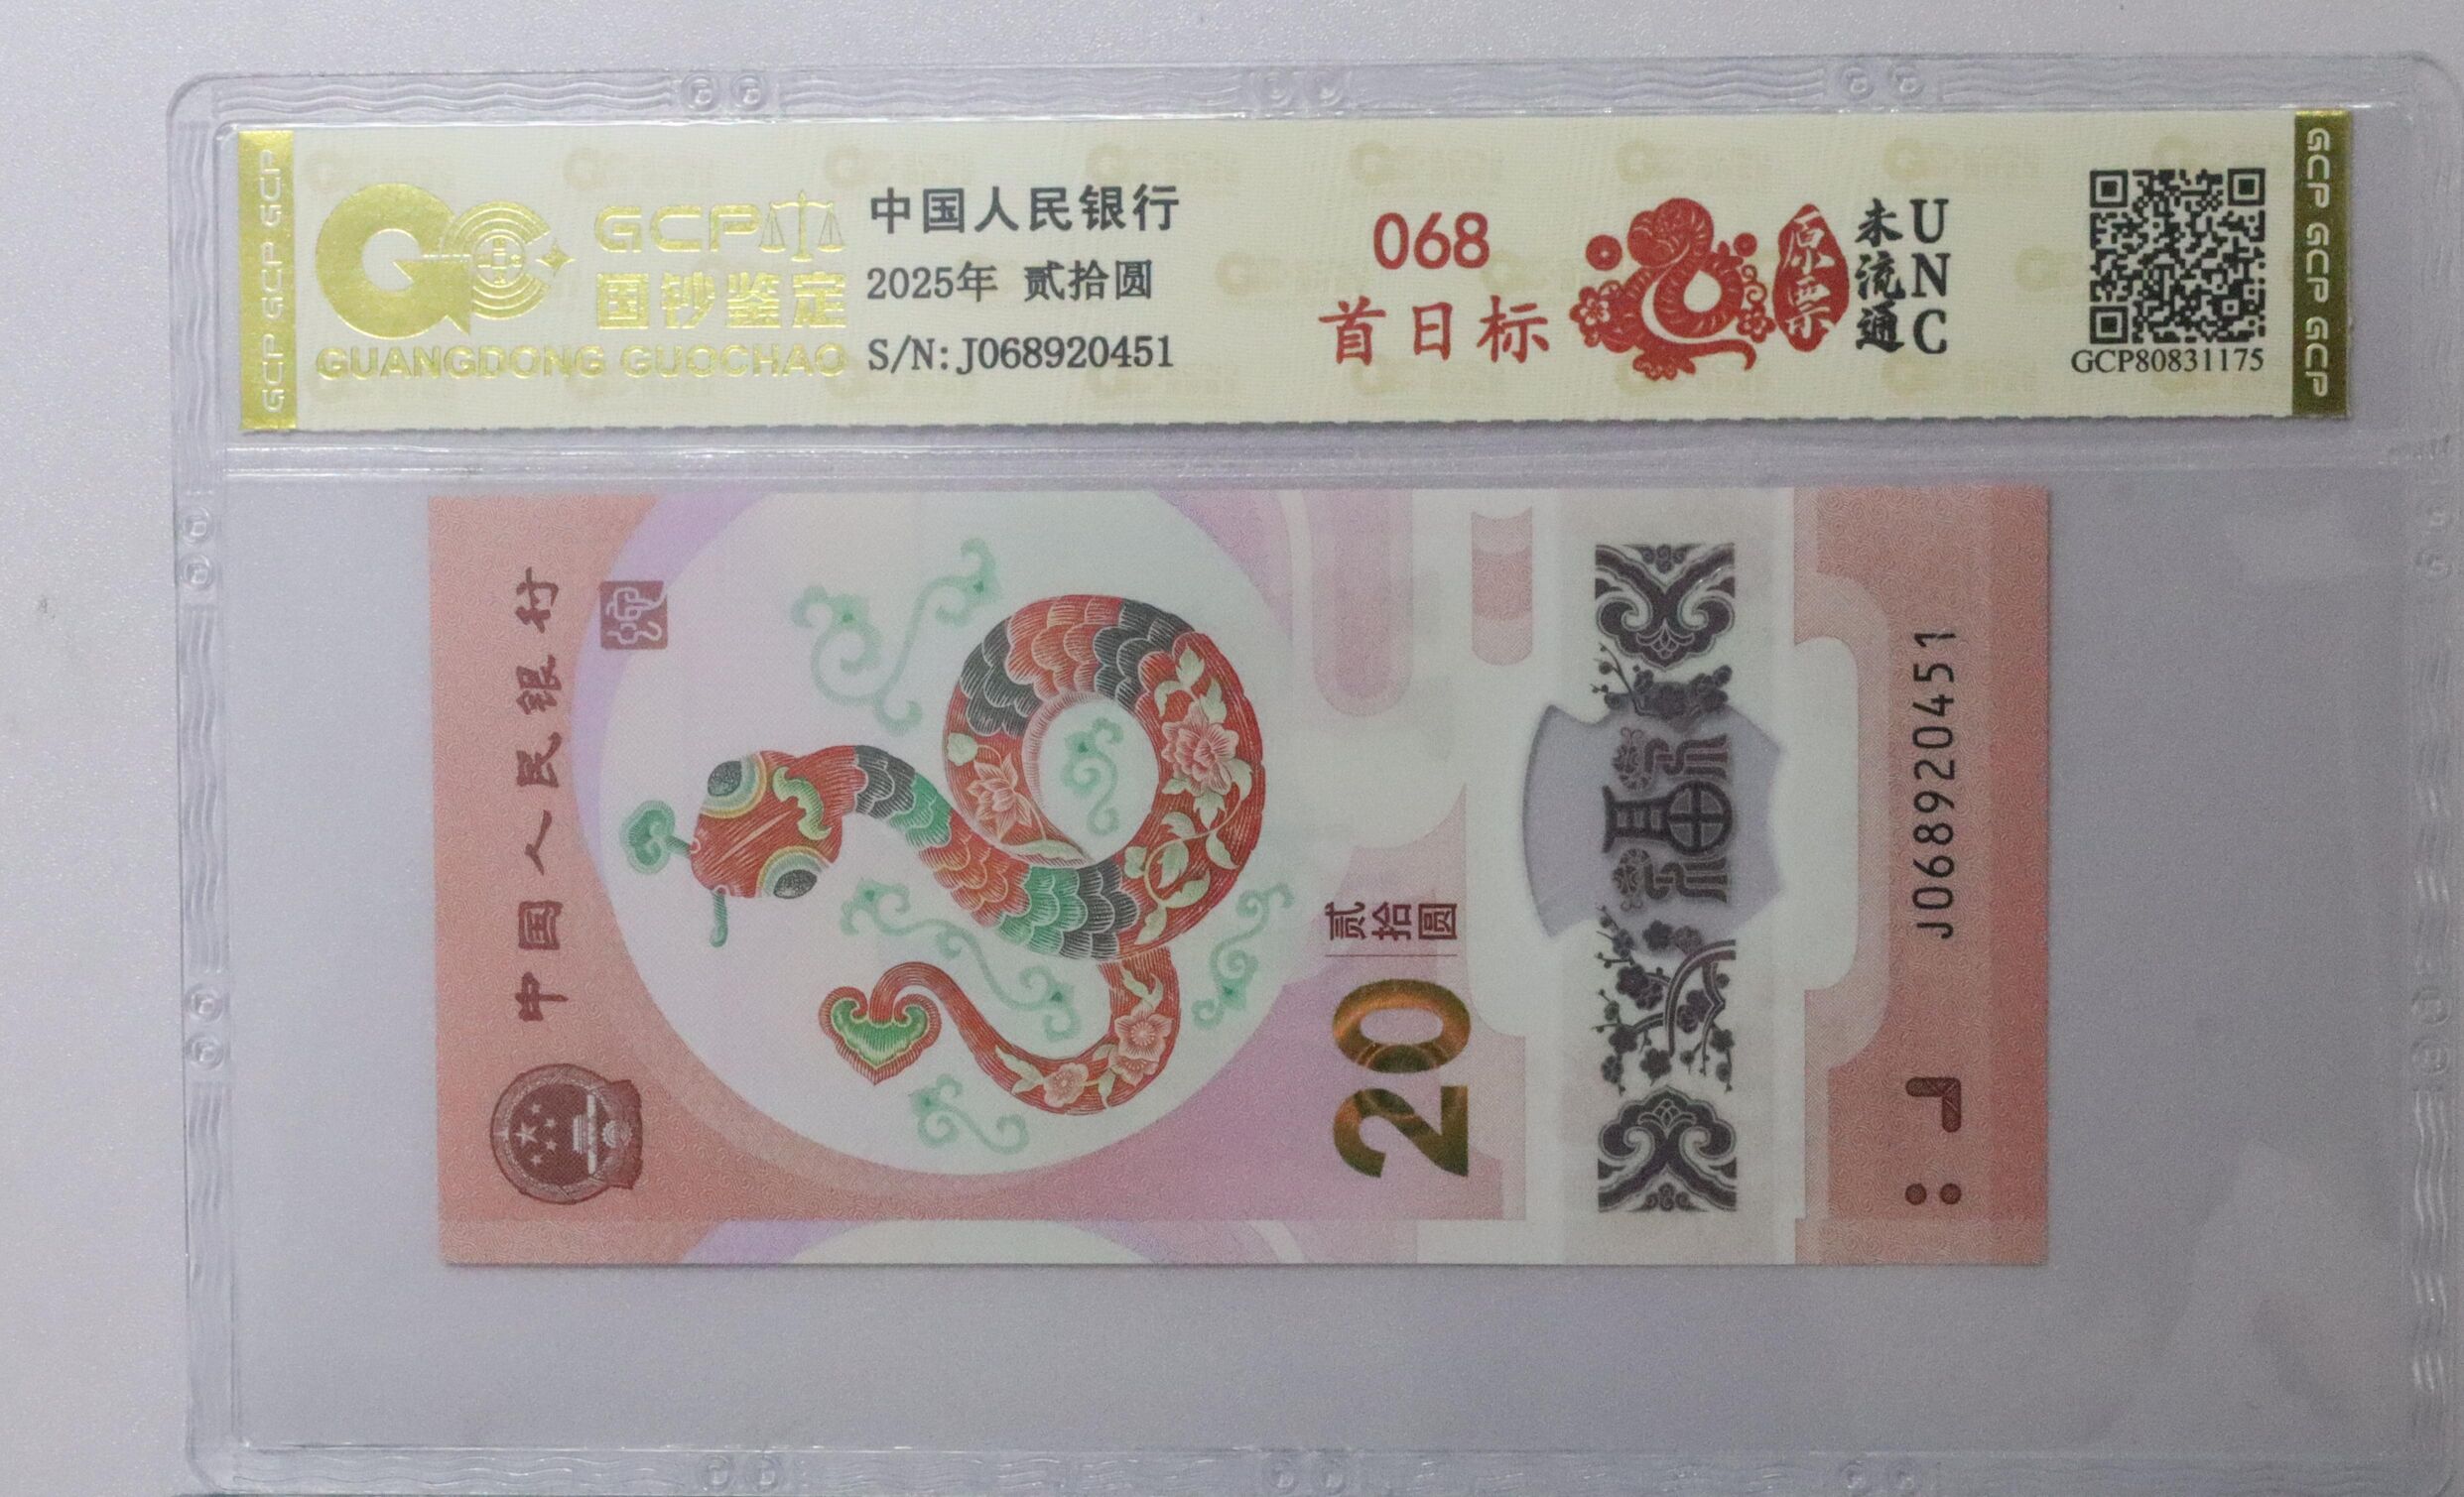 GCP GCP GCP
GCP
国钞鉴定
GUANGDONG GUOCHAO
中国人民银行
2025年 贰拾圆
S/N: J068920451
068
首日标
原票
未流通
UNC
GCP80831175
GCP GCP GCP
中国人民银行
蛇
贰拾圆
20
福
J068920451